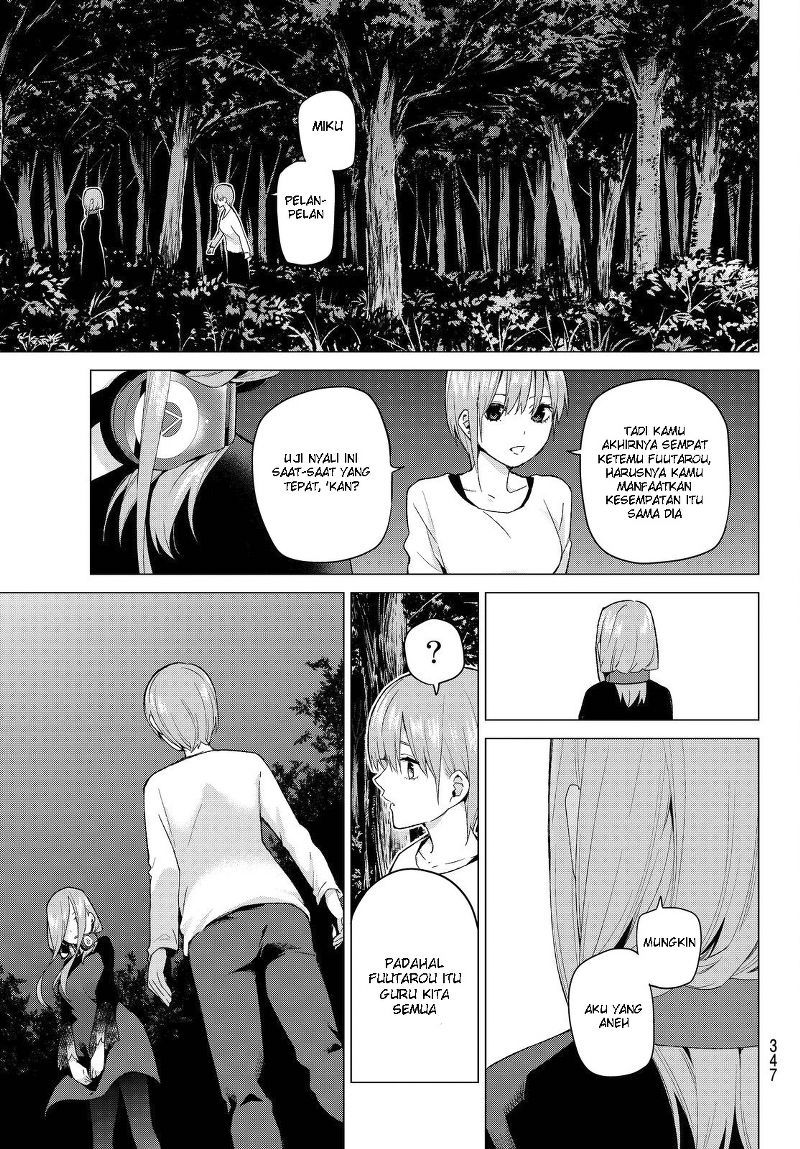 MIKU
PELAN-
PELAN
TADI KAMU
AKHIRNYA SEMPAT
KETEMU FUUTAROU,
HARUSNYA KAMU
MANFAATKAN
KESEMPATAN ITU
SAMA DIA
UJI NYALI INI
SAAT-SAAT YANG
TEPAT, 'KAN?
MUNGKIN
AKU YANG
ANEH
?
PADAHAL
FUUTAROU ITU
GURU KITA
SEMUA
347